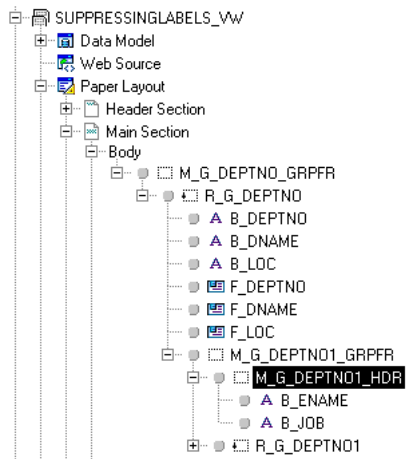 SUPPRESSINGLABELS_VW
Data Model
Web Source
Paper Layout
Header Section
Main Section
Body
M_G_DEPTNO_GRPFR
R_G_DEPTNO
A B_DEPTNO
A B_DNAME
A B_LOC
F_DEPTNO
F_DNAME
F_LOC
M_G_DEPTNO1_GRPFR
M_G_DEPTNO1_HDR
A B_ENAME
A B_JOB
R_G_DEPTNO1